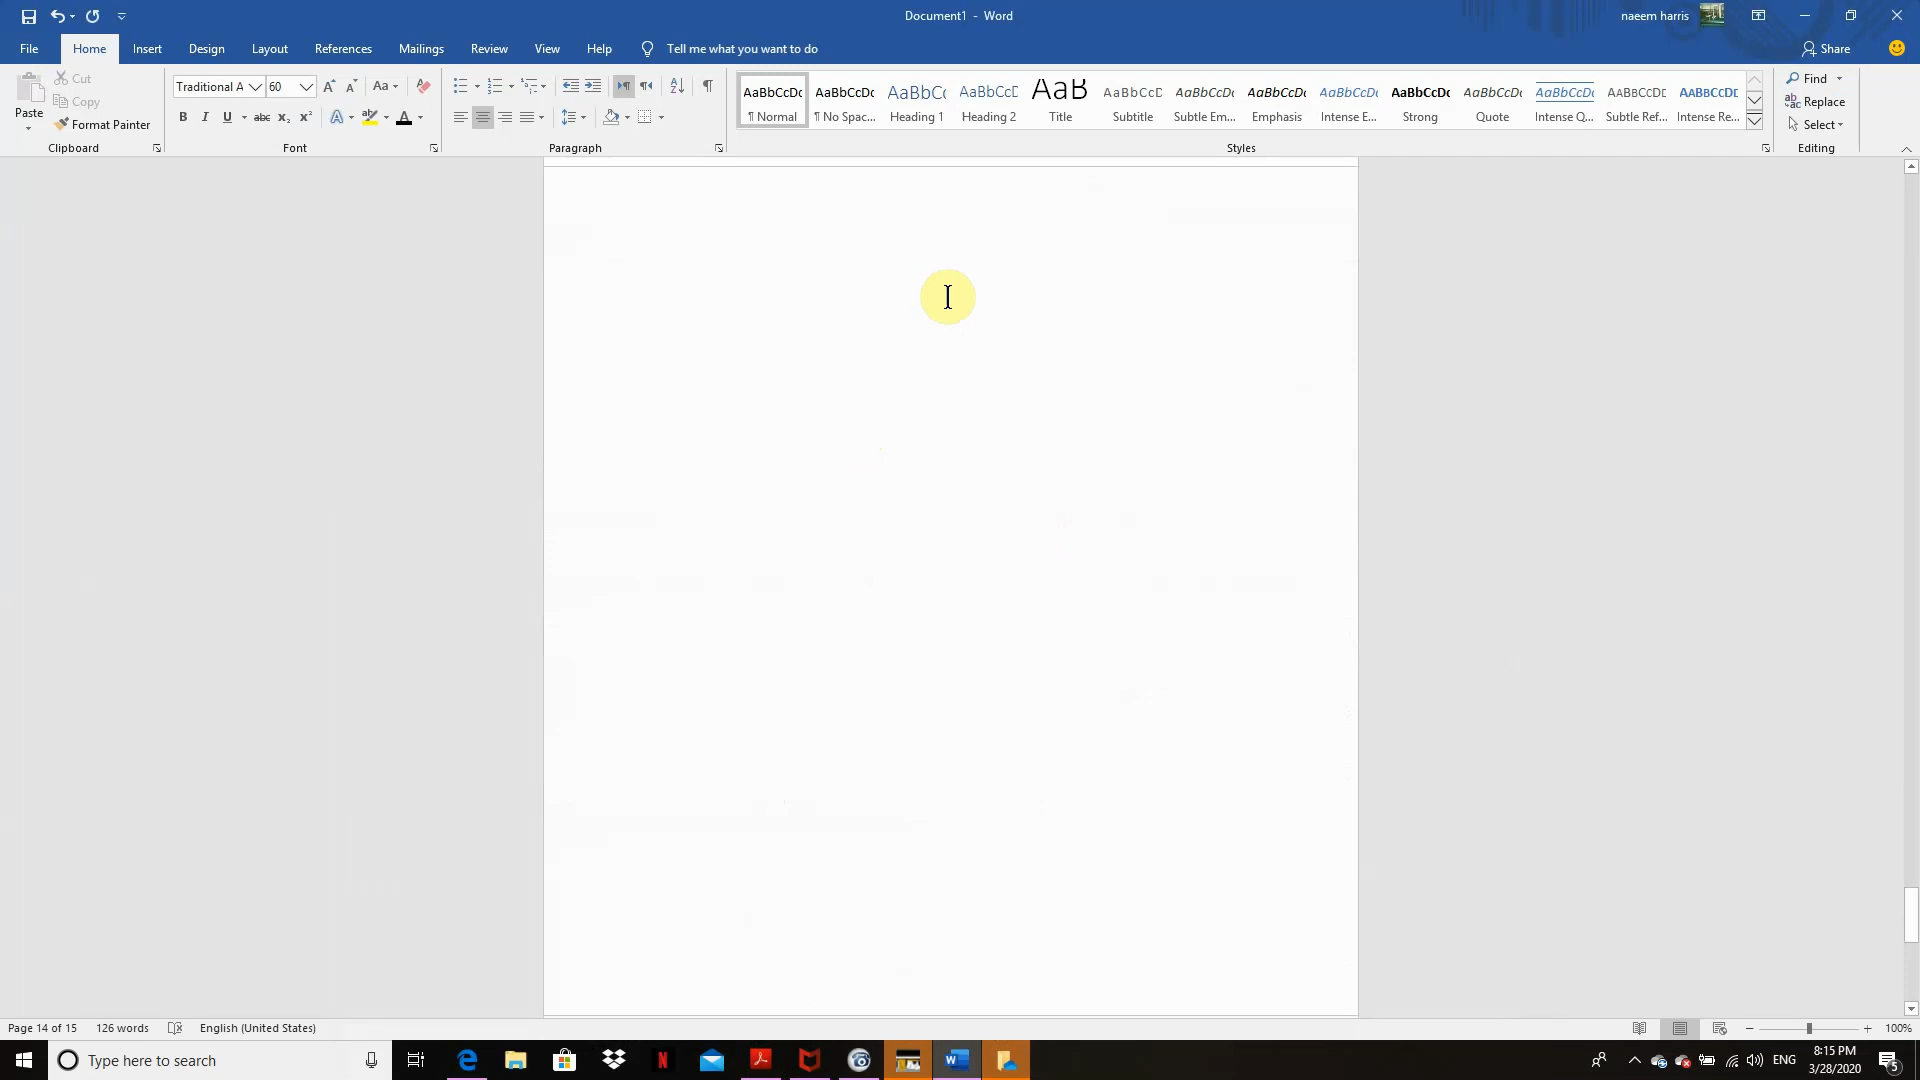 Document1 - Word
naeem harris
File Home Insert Design Layout References Mailings Review View Help Tell me what you want to do Share
Cut
Copy
Format Painter
Paste
Clipboard
Traditional A 60
Font
Paragraph
AaBbCcDc AaBbCcDc AaBbCc AaBbCcD AaB AaBbCcD AaBbCcDc AaBbCcDc AaBbCcDc AaBbCcDc AaBbCcDc AaBbCcDc AABBCCDE AABBCCDE
¶ Normal ¶ No Spac... Heading 1 Heading 2 Title Subtitle Subtle Em... Emphasis Intense E... Strong Quote Intense Q... Subtle Ref... Intense Re...
Styles
Find
Replace
Select
Editing
Page 14 of 15 126 words English (United States) 100%
Type here to search
ENG
8:15 PM
3/28/2020
5